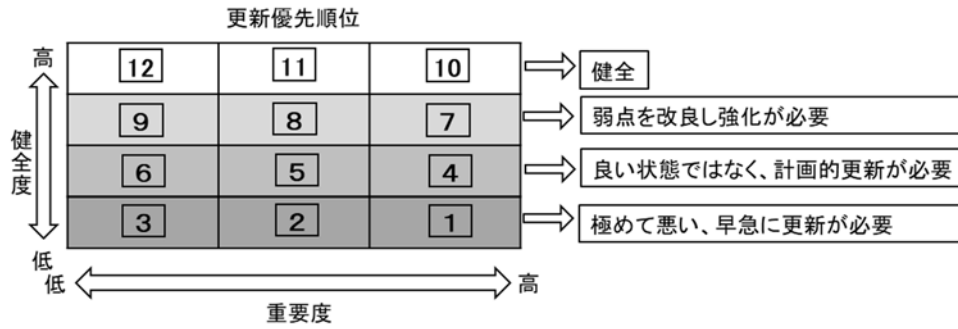 更新優先順位
高
12 11 10 健全
9 8 7 弱点を改良し強化が必要
健全度
6 5 4 良い状態ではなく、計画的更新が必要
3 2 1 極めて悪い、早急に更新が必要
低
低 高
重要度